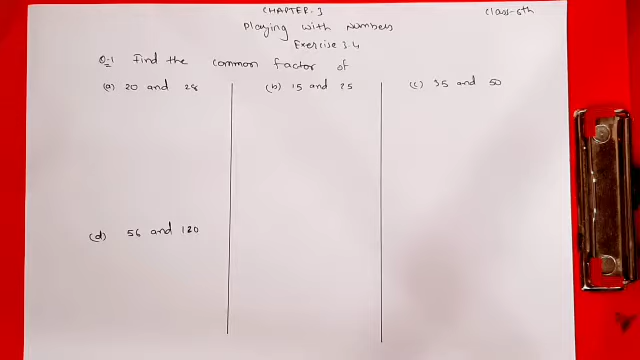 CHAPTER-3
Class-6th
Playing with Numbers
Exercise 3.4
Q-1 Find the common factor of
(a) 20 and 28
(b) 15 and 25
(c) 35 and 50
(d) 56 and 120